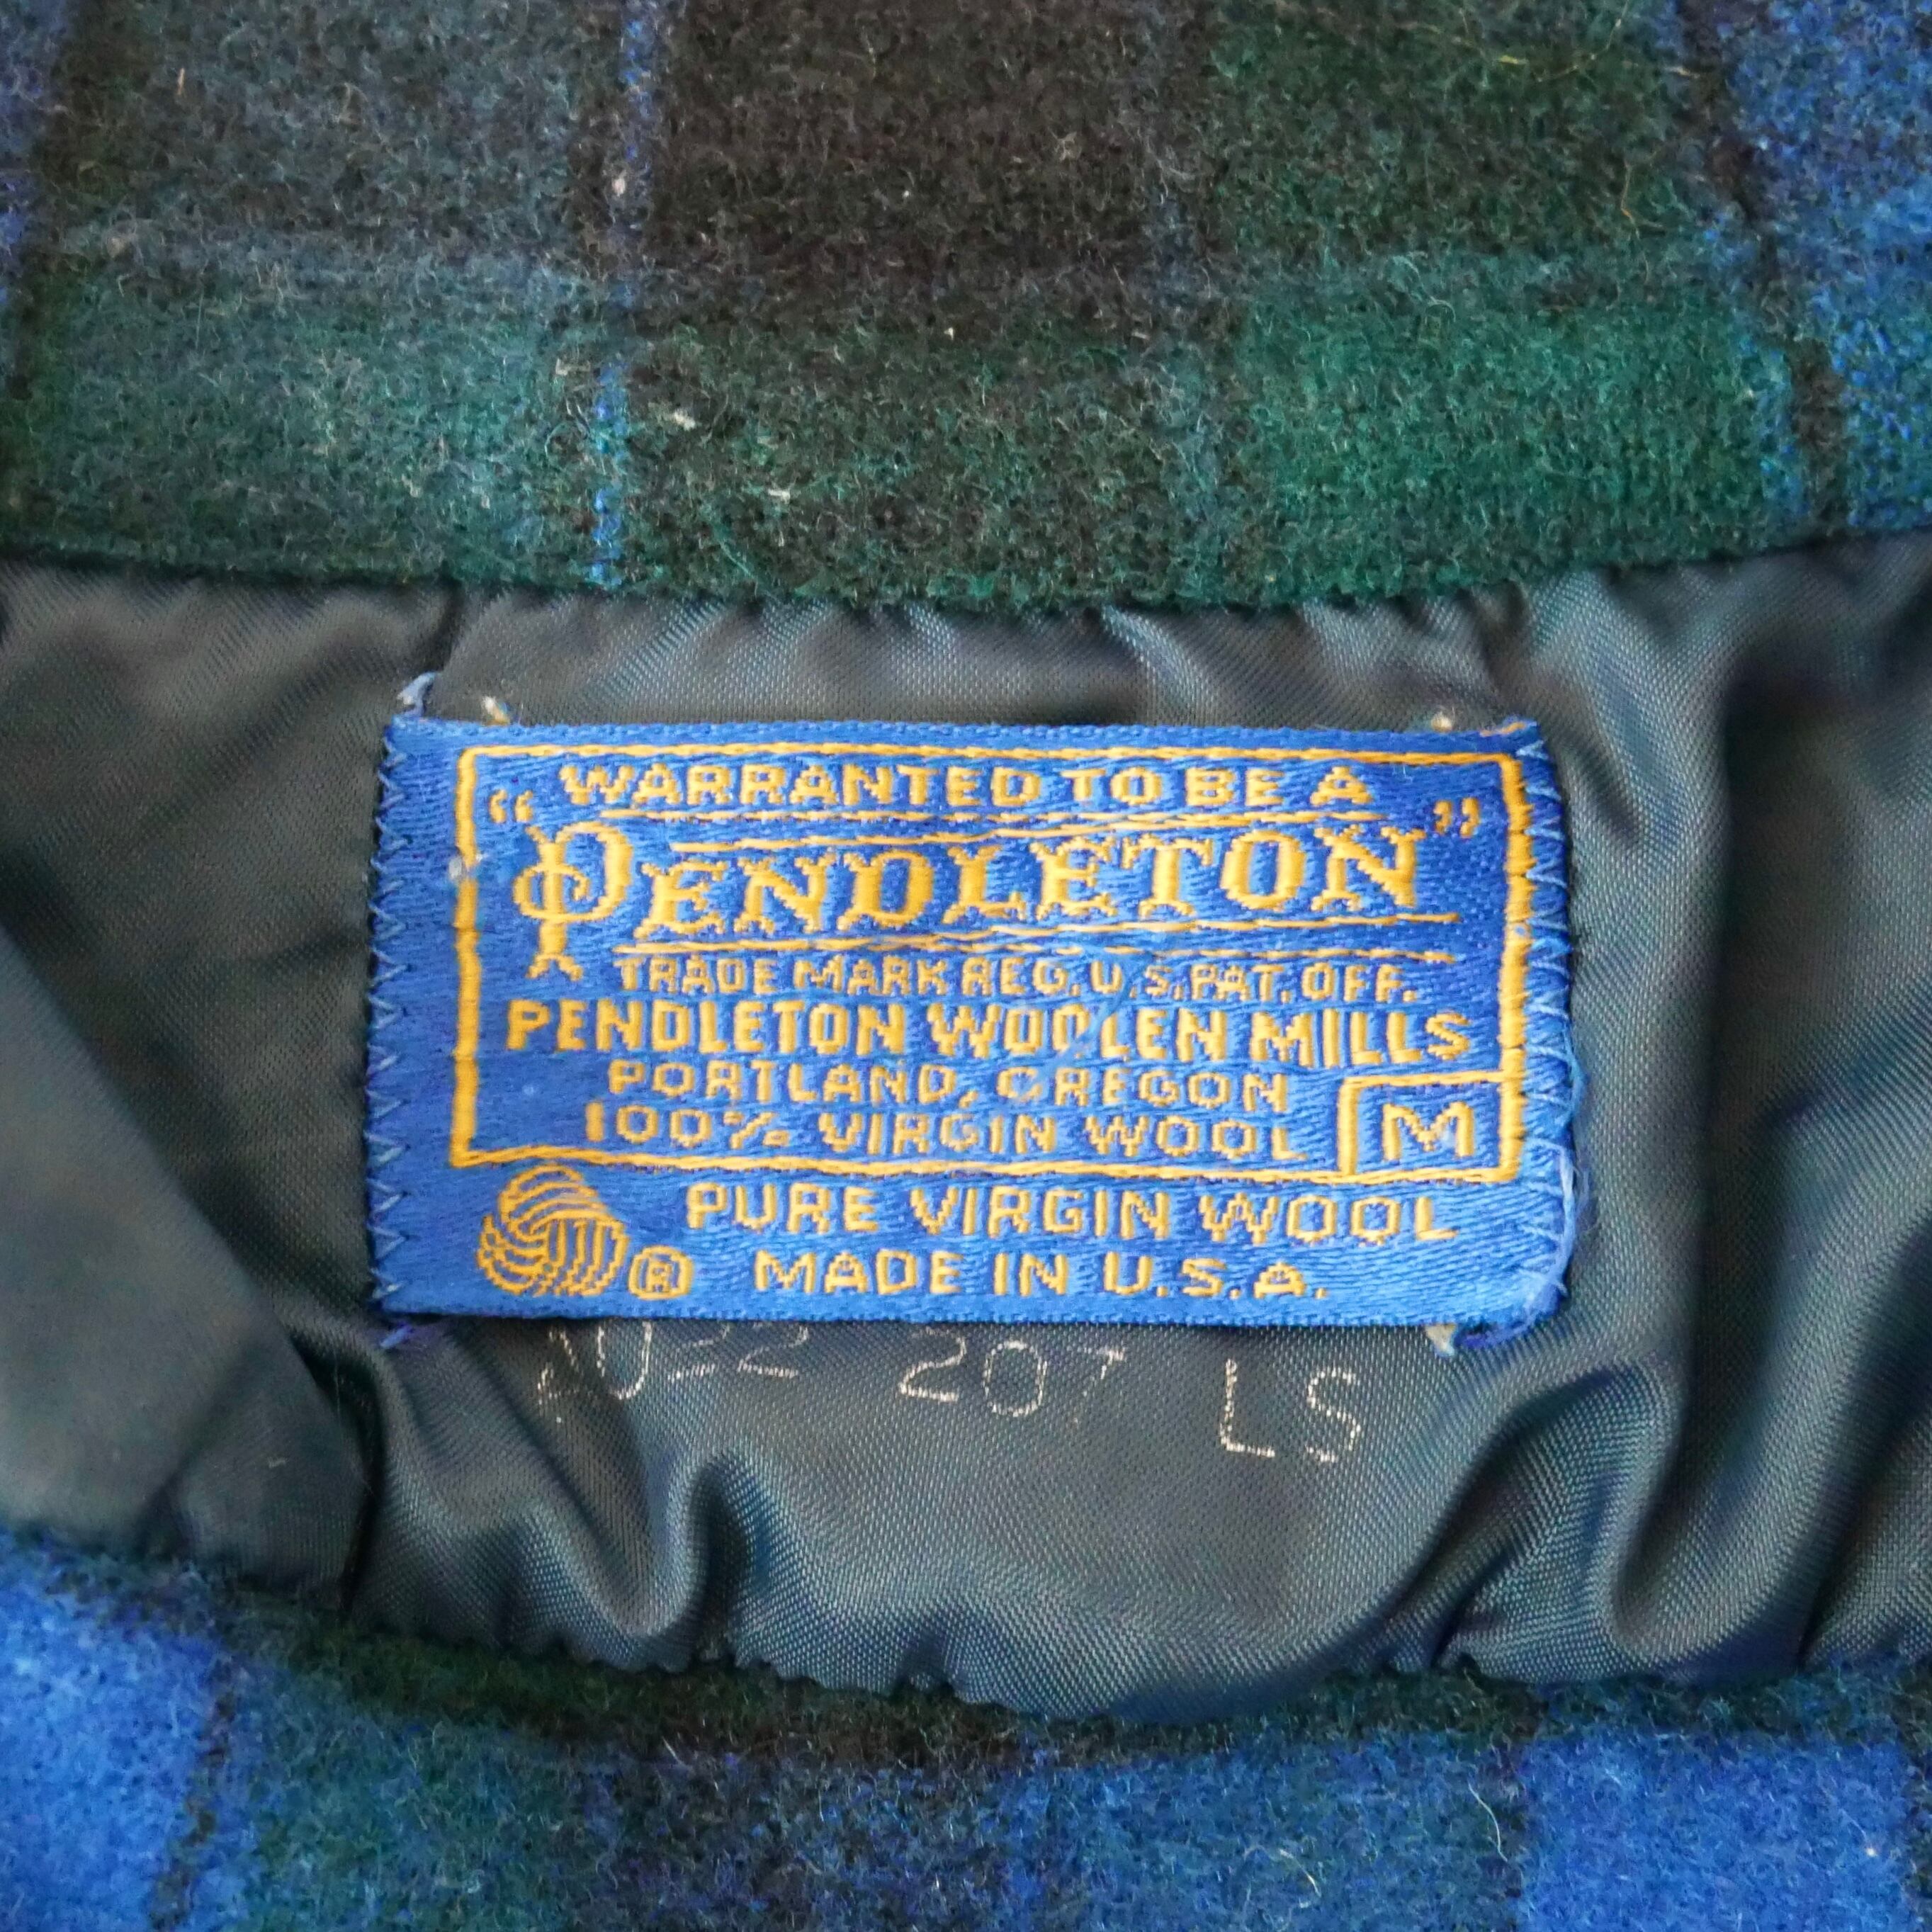 WARRANTED TO BE A
“PENDLETON”
TRADE MARK REG. U.S. PAT. OFF.
PENDLETON WOOLEN MILLS
PORTLAND, OREGON
100% VIRGIN WOOL M
PURE VIRGIN WOOL
® MADE IN U.S.A.
207 LS